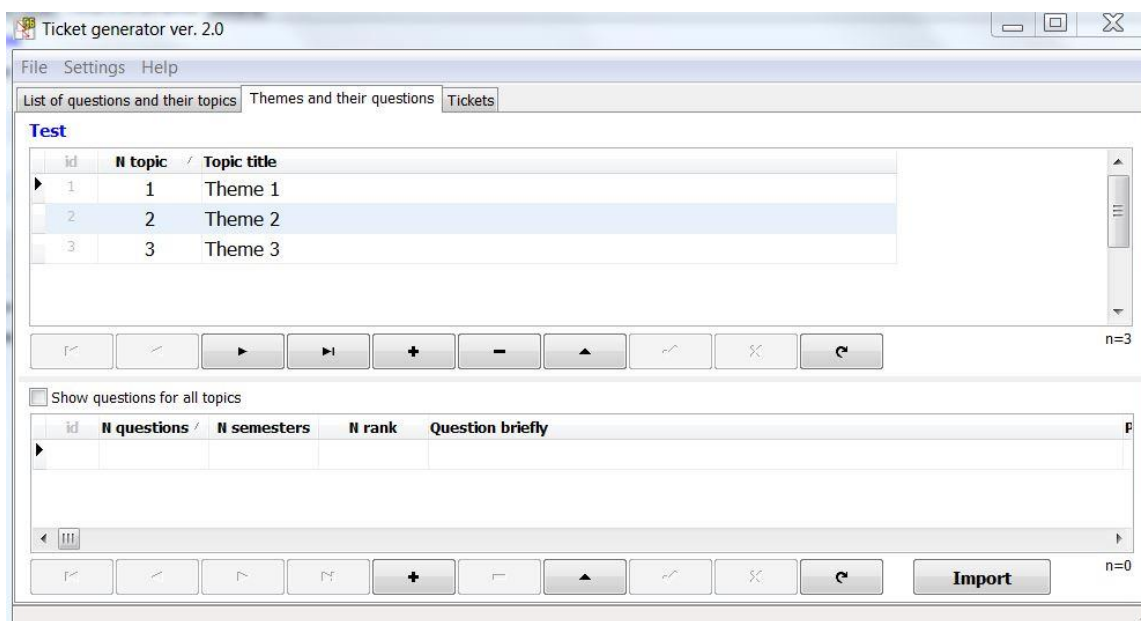 Ticket generator ver. 2.0
File Settings Help
List of questions and their topics Themes and their questions Tickets
Test
id N topic Topic title
1 1 Theme 1
2 2 Theme 2
3 3 Theme 3
n=3
Show questions for all topics
id N questions N semesters N rank Question briefly
n=0
Import